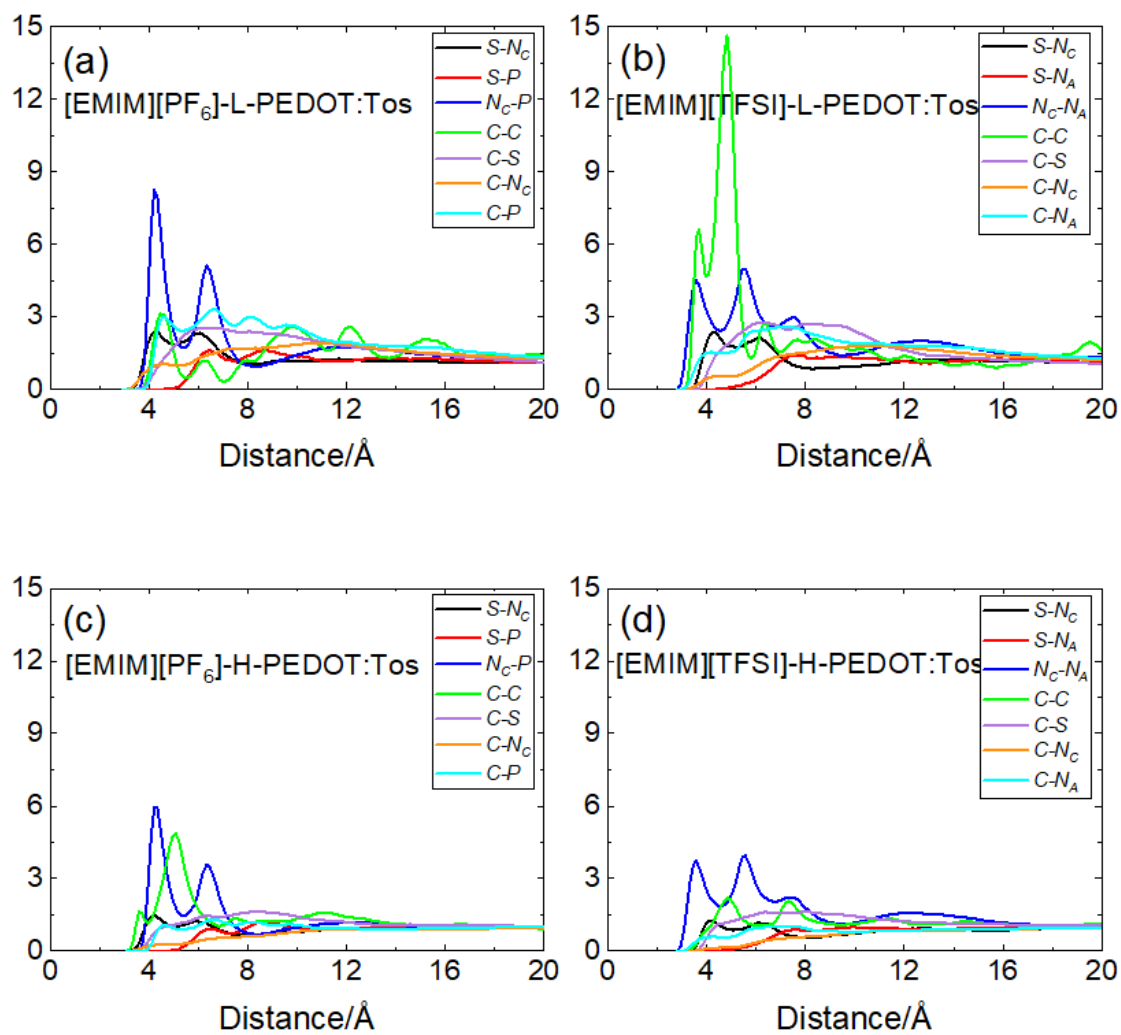 15
12
9
6
3
0
(a)
[EMIM][PF6]-L-PEDOT:Tos
S-NC
S-P
NC-P
C-C
C-S
C-NC
C-P
0 4 8 12 16 20
Distance/Å
15
12
9
6
3
0
(b)
[EMIM][TFSI]-L-PEDOT:Tos
S-NC
S-NA
NC-NA
C-C
C-S
C-NC
C-NA
0 4 8 12 16 20
Distance/Å
15
12
9
6
3
0
(c)
[EMIM][PF6]-H-PEDOT:Tos
S-NC
S-P
NC-P
C-C
C-S
C-NC
C-P
0 4 8 12 16 20
Distance/Å
15
12
9
6
3
0
(d)
[EMIM][TFSI]-H-PEDOT:Tos
S-NC
S-NA
NC-NA
C-C
C-S
C-NC
C-NA
0 4 8 12 16 20
Distance/Å